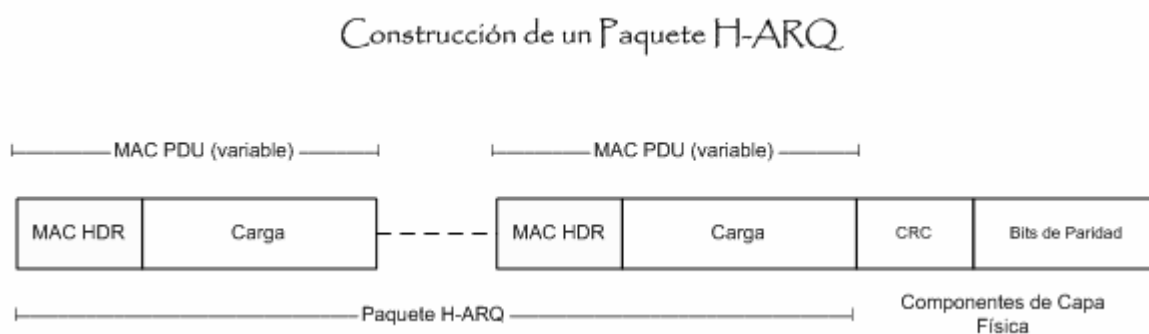 Construcción de un Paquete H-ARQ
MAC PDU (variable)
MAC PDU (variable)
MAC HDR
Carga
MAC HDR
Carga
CRC
Bits de Paridad
Paquete H-ARQ
Componentes de Capa
Física